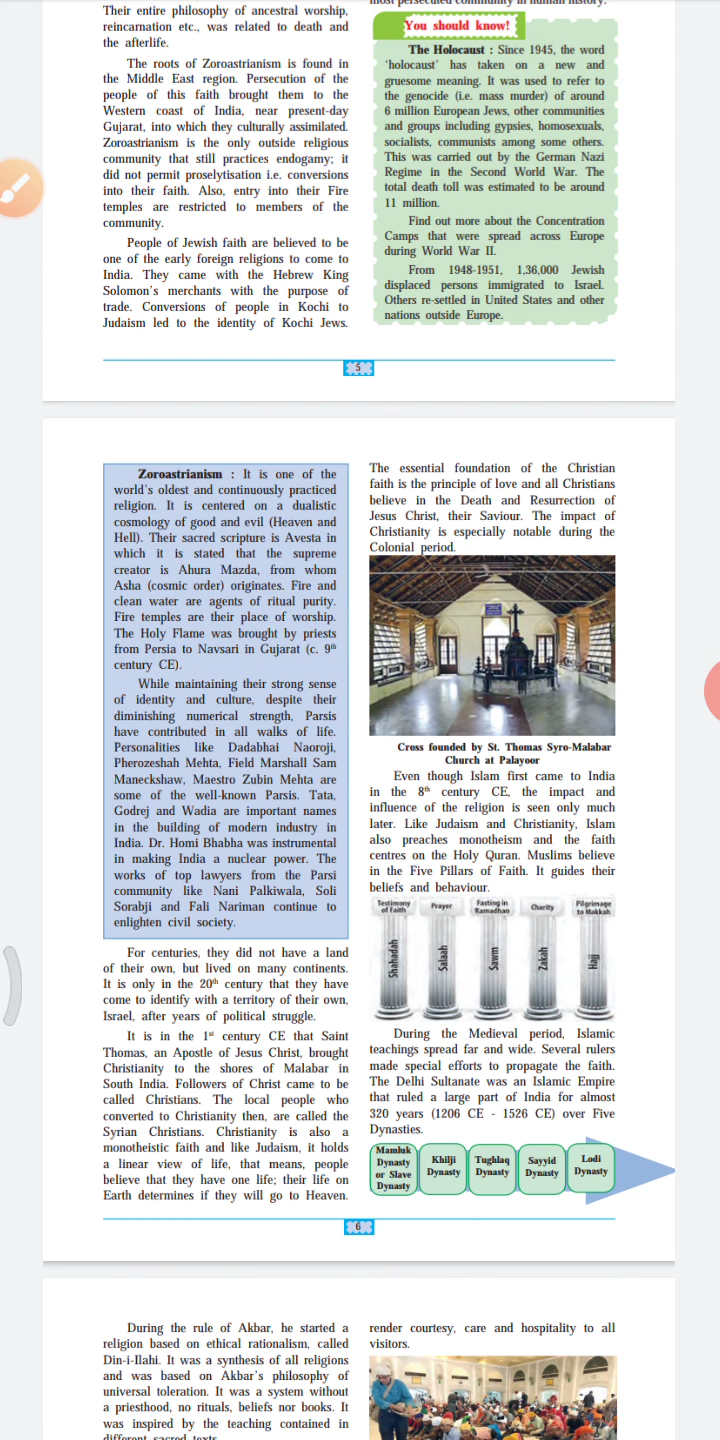 Their entire philosophy of ancestral worship,
reincarnation etc., was related to death and
the afterlife.
The roots of Zoroastrianism is found in
the Middle East region. Persecution of the
people of this faith brought them to the
Western coast of India, near present-day
Gujarat, into which they culturally assimilated.
Zoroastrianism is the only outside religious
community that still practices endogamy; it
did not permit proselytisation i.e. conversions
into their faith. Also, entry into their Fire
temples are restricted to members of the
community.
People of Jewish faith are believed to be
one of the early foreign religions to come to
India. They came with the Hebrew King
Solomon's merchants with the purpose of
trade. Conversions of people in Kochi to
Judaism led to the identity of Kochi Jews.
most persecuted community in human history.
You should know!
The Holocaust : Since 1945, the word
'holocaust' has taken on a new and
gruesome meaning. It was used to refer to
the genocide (i.e. mass murder) of around
6 million European Jews, other communities
and groups including gypsies, homosexuals,
socialists, communists among some others.
This was carried out by the German Nazi
Regime in the Second World War. The
total death toll was estimated to be around
11 million.
Find out more about the Concentration
Camps that were spread across Europe
during World War II.
From 1948-1951, 1,36,000 Jewish
displaced persons immigrated to Israel.
Others re-settled in United States and other
nations outside Europe.
5
Zoroastrianism : It is one of the
world's oldest and continuously practiced
religion. It is centered on a dualistic
cosmology of good and evil (Heaven and
Hell). Their sacred scripture is Avesta in
which it is stated that the supreme
creator is Ahura Mazda, from whom
Asha (cosmic order) originates. Fire and
clean water are agents of ritual purity.
Fire temples are their place of worship.
The Holy Flame was brought by priests
from Persia to Navsari in Gujarat (c. 9th
century CE).
While maintaining their strong sense
of identity and culture, despite their
diminishing numerical strength, Parsis
have contributed in all walks of life.
Personalities like Dadabhai Naoroji,
Pherozeshah Mehta, Field Marshall Sam
Maneckshaw, Maestro Zubin Mehta are
some of the well-known Parsis. Tata,
Godrej and Wadia are important names
in the building of modern industry in
India. Dr. Homi Bhabha was instrumental
in making India a nuclear power. The
works of top lawyers from the Parsi
community like Nani Palkiwala, Soli
Sorabji and Fali Nariman continue to
enlighten civil society.
For centuries, they did not have a land
of their own, but lived on many continents.
It is only in the 20th century that they have
come to identify with a territory of their own,
Israel, after years of political struggle.
It is in the 1st century CE that Saint
Thomas, an Apostle of Jesus Christ, brought
Christianity to the shores of Malabar in
South India. Followers of Christ came to be
called Christians. The local people who
converted to Christianity then, are called the
Syrian Christians. Christianity is also a
monotheistic faith and like Judaism, it holds
a linear view of life, that means, people
believe that they have one life; their life on
Earth determines if they will go to Heaven.
The essential foundation of the Christian
faith is the principle of love and all Christians
believe in the Death and Resurrection of
Jesus Christ, their Saviour. The impact of
Christianity is especially notable during the
Colonial period.
Cross founded by St. Thomas Syro-Malabar
Church at Palayoor
Even though Islam first came to India
in the 8th century CE, the impact and
influence of the religion is seen only much
later. Like Judaism and Christianity, Islam
also preaches monotheism and the faith
centres on the Holy Quran. Muslims believe
in the Five Pillars of Faith. It guides their
beliefs and behaviour.
Testimony
of Faith
Prayer
Fasting in
Ramadhan
Charity
Pilgrimage
to Makkah
Shahadah
Salaah
Sawm
Zakah
Hajj
During the Medieval period, Islamic
teachings spread far and wide. Several rulers
made special efforts to propagate the faith.
The Delhi Sultanate was an Islamic Empire
that ruled a large part of India for almost
320 years (1206 CE - 1526 CE) over Five
Dynasties.
Mamluk
Dynasty
or Slave
Dynasty
Khilji
Dynasty
Tughlaq
Dynasty
Sayyid
Dynasty
Lodi
Dynasty
6
During the rule of Akbar, he started a
religion based on ethical rationalism, called
Din-i-Ilahi. It was a synthesis of all religions
and was based on Akbar's philosophy of
universal toleration. It was a system without
a priesthood, no rituals, beliefs nor books. It
was inspired by the teaching contained in
different sacred texts.
render courtesy, care and hospitality to all
visitors.